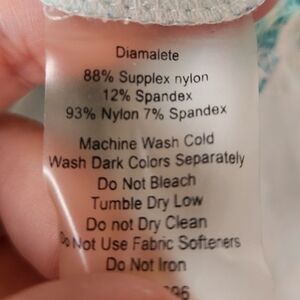 Diamalete
88% Supplex nylon
12% Spandex
93% Nylon 7% Spandex
Machine Wash Cold
Wash Dark Colors Separately
Do Not Bleach
Tumble Dry Low
Do not Dry Clean
Do Not Use Fabric Softeners
Do Not Iron